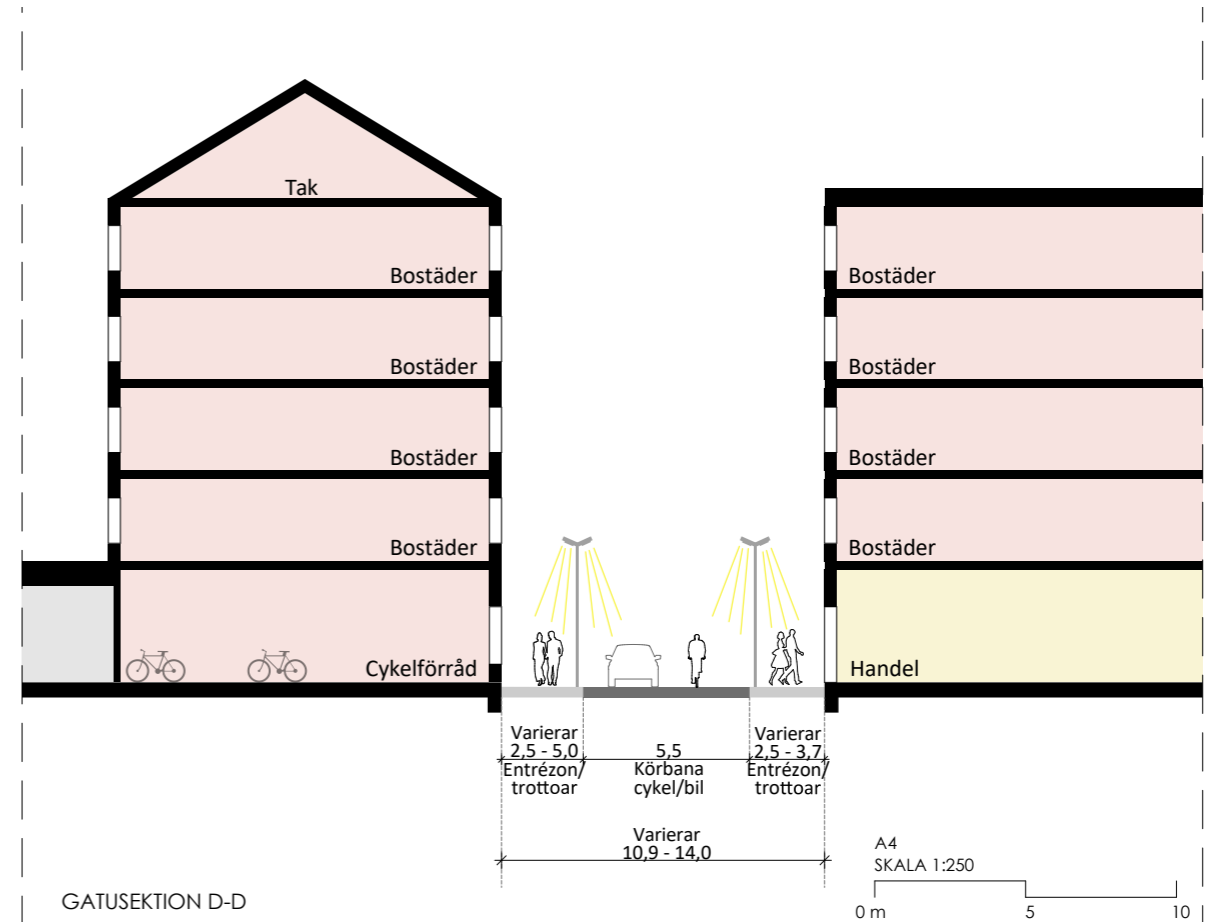 Tak
Bostäder
Bostäder
Bostäder
Bostäder
Bostäder
Bostäder
Bostäder
Bostäder
Cykelförråd
Handel
Varierar
2,5 - 5,0
Entrézon/
trottoar
5,5
Körbana
cykel/bil
Varierar
2,5 - 3,7
Entrézon/
trottoar
Varierar
10,9 - 14,0
A4
SKALA 1:250
0 m 5 10
GATUSEKTION D-D